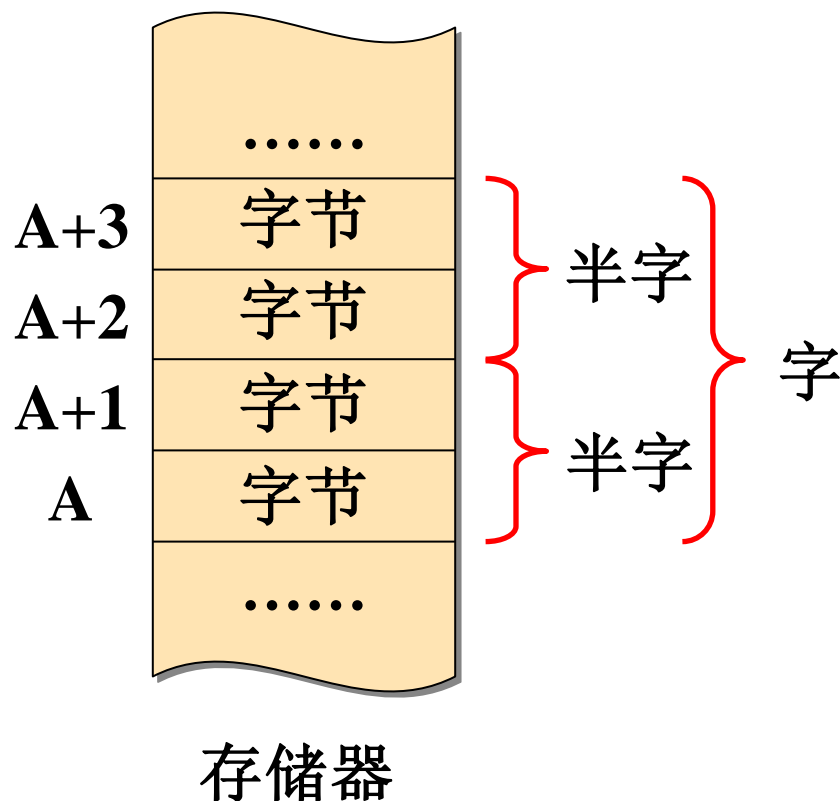 ......
A+3 字节
半字
A+2 字节
字
A+1 字节
半字
A 字节
......
存储器